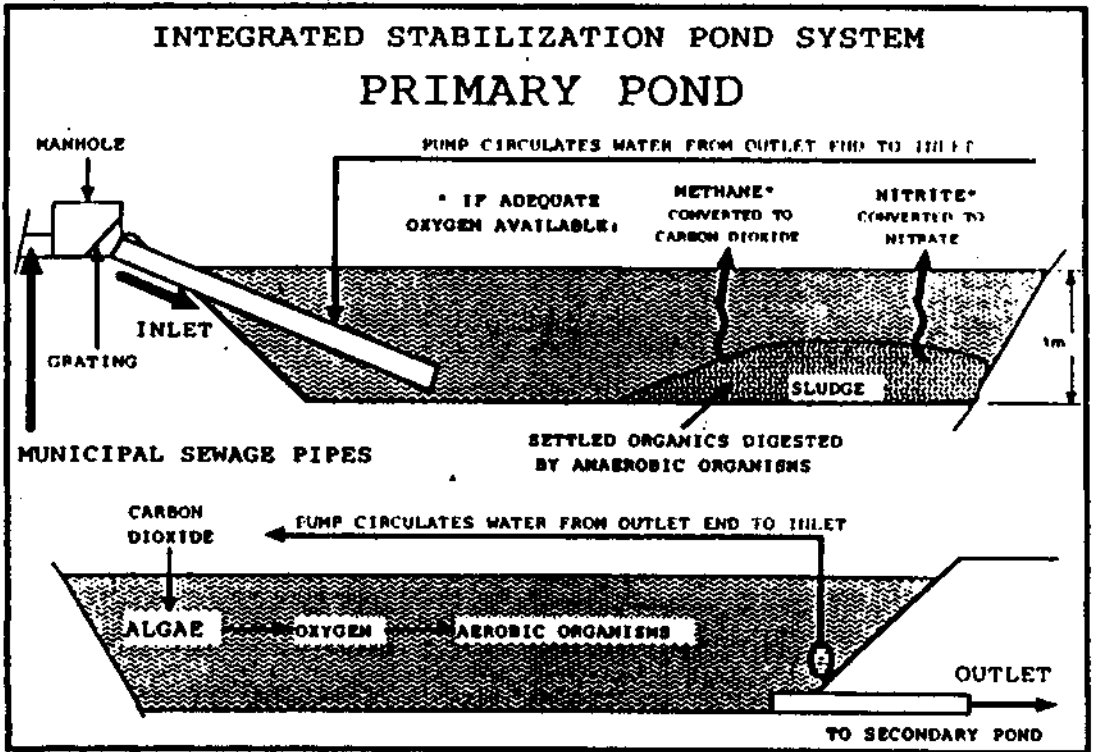 INTEGRATED STABILIZATION POND SYSTEM
PRIMARY POND
MANHOLE
PUMP CIRCULATES WATER FROM OUTLET END TO INLET
* IF ADEQUATE
OXYGEN AVAILABLE:
METHANE*
CONVERTED TO
CARBON DIOXIDE
NITRITE*
CONVERTED TO
NITRATE
INLET
GRATING
1m
SLUDGE
MUNICIPAL SEWAGE PIPES
SETTLED ORGANICS DIGESTED
BY ANAEROBIC ORGANISMS
CARBON
DIOXIDE
PUMP CIRCULATES WATER FROM OUTLET END TO INLET
ALGAE
OXYGEN
AEROBIC ORGANISMS
OUTLET
TO SECONDARY POND